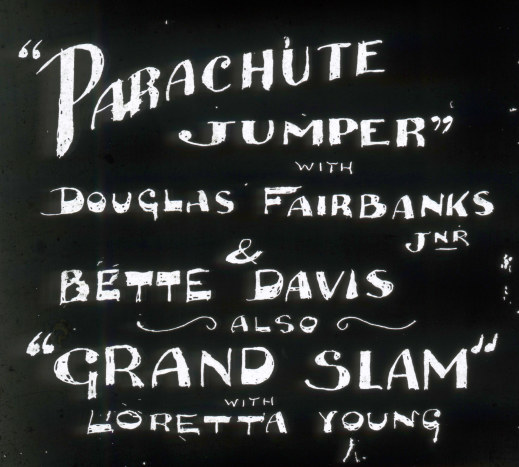 "PARACHUTE
JUMPER"
WITH
DOUGLAS FAIRBANKS
JNR
&
BETTE DAVIS
ALSO
"GRAND SLAM"
WITH
LORETTA YOUNG